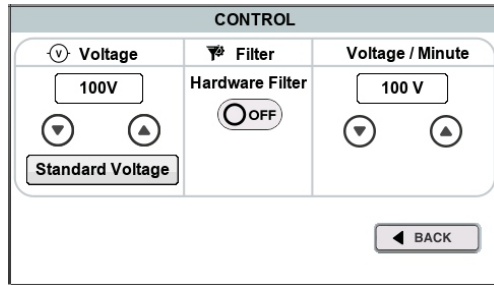 CONTROL
V Voltage
Filter
Voltage / Minute
100V
Hardware Filter
100 V
OFF
Standard Voltage
BACK